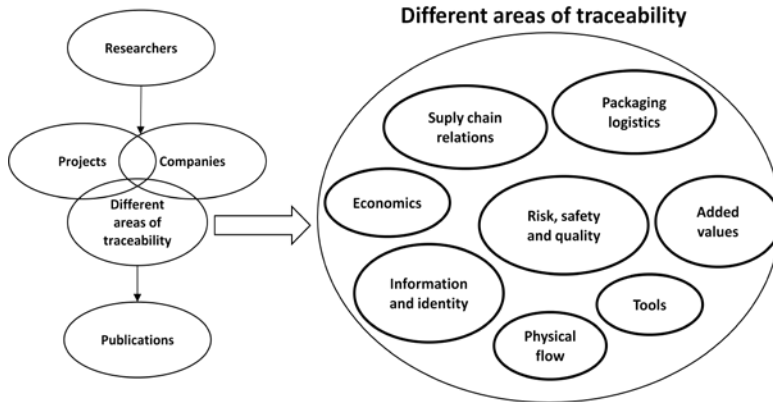 Different areas of traceability
Researchers
Projects
Companies
Different
areas of
traceability
Publications
Suply chain
relations
Packaging
logistics
Economics
Risk, safety
and quality
Added
values
Information
and identity
Tools
Physical
flow